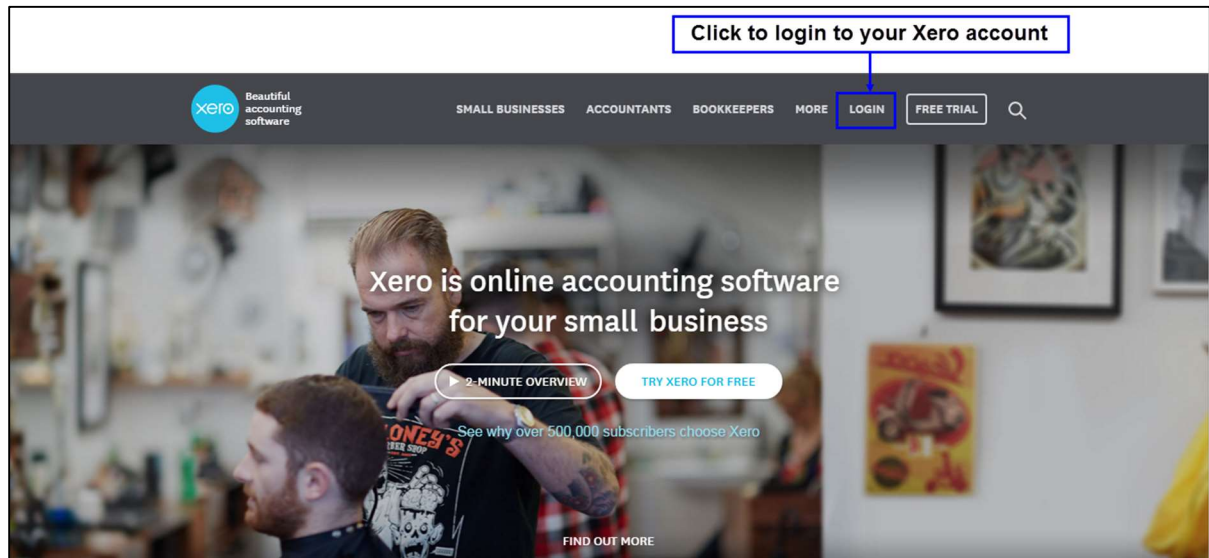 Click to login to your Xero account
xero
Beautiful
accounting
software
SMALL BUSINESSES ACCOUNTANTS BOOKKEEPERS MORE LOGIN FREE TRIAL
Xero is online accounting software
for your small business
2-MINUTE OVERVIEW TRY XERO FOR FREE
See why over 500,000 subscribers choose Xero
FIND OUT MORE